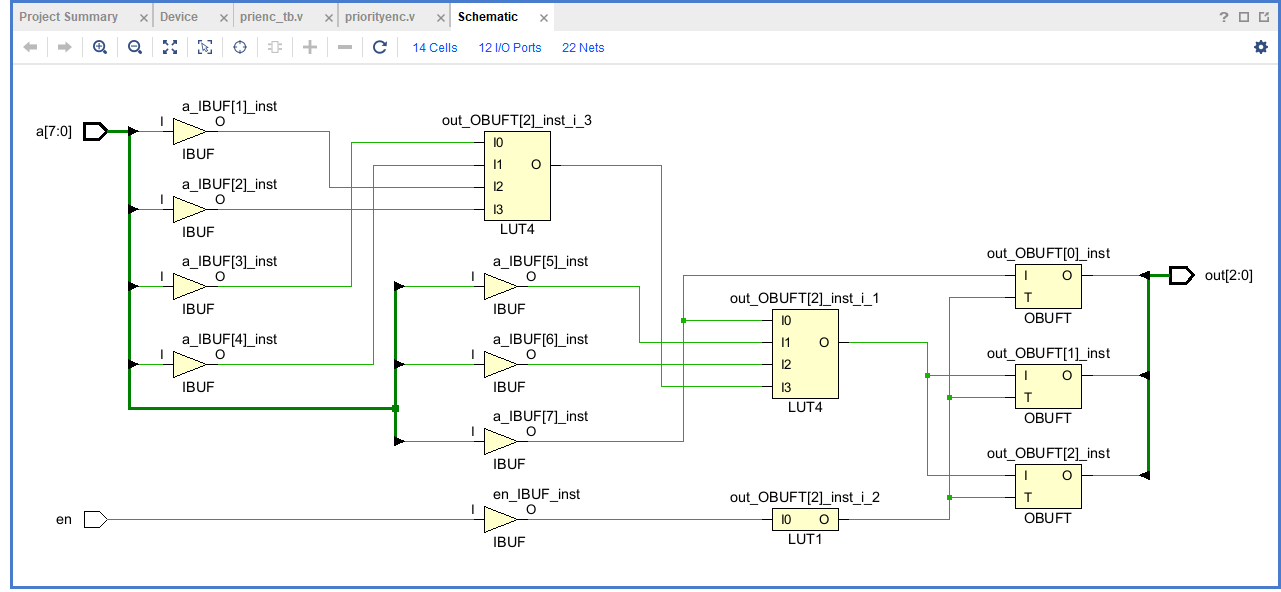 Project Summary
Device
prienc_tb.v
priorityenc.v
Schematic
14 Cells
12 I/O Ports
22 Nets
a[7:0]
a_IBUF[1]_inst
I
O
IBUF
a_IBUF[2]_inst
I
O
IBUF
a_IBUF[3]_inst
I
O
IBUF
a_IBUF[4]_inst
I
O
IBUF
out_OBUFT[2]_inst_i_3
I0
I1
O
I2
I3
LUT4
a_IBUF[5]_inst
I
O
IBUF
a_IBUF[6]_inst
I
O
IBUF
a_IBUF[7]_inst
I
O
IBUF
en
en_IBUF_inst
I
O
IBUF
out_OBUFT[2]_inst_i_1
I0
I1
O
I2
I3
LUT4
out_OBUFT[2]_inst_i_2
I0
O
LUT1
out_OBUFT[0]_inst
I
O
T
OBUFT
out_OBUFT[1]_inst
I
O
T
OBUFT
out_OBUFT[2]_inst
I
O
T
OBUFT
out[2:0]